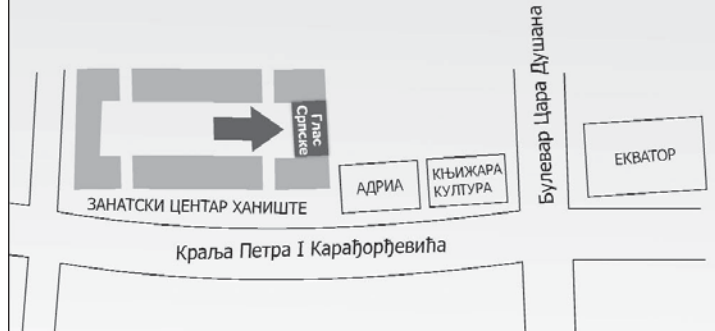 Булевар Цара Душана
Глас
Српске
ЕКВАТОР
АДРИА
КЊИЖАРА
КУЛТУРА
ЗАНАТСКИ ЦЕНТАР ХАНИШТЕ
Краља Петра I Карађорђевића